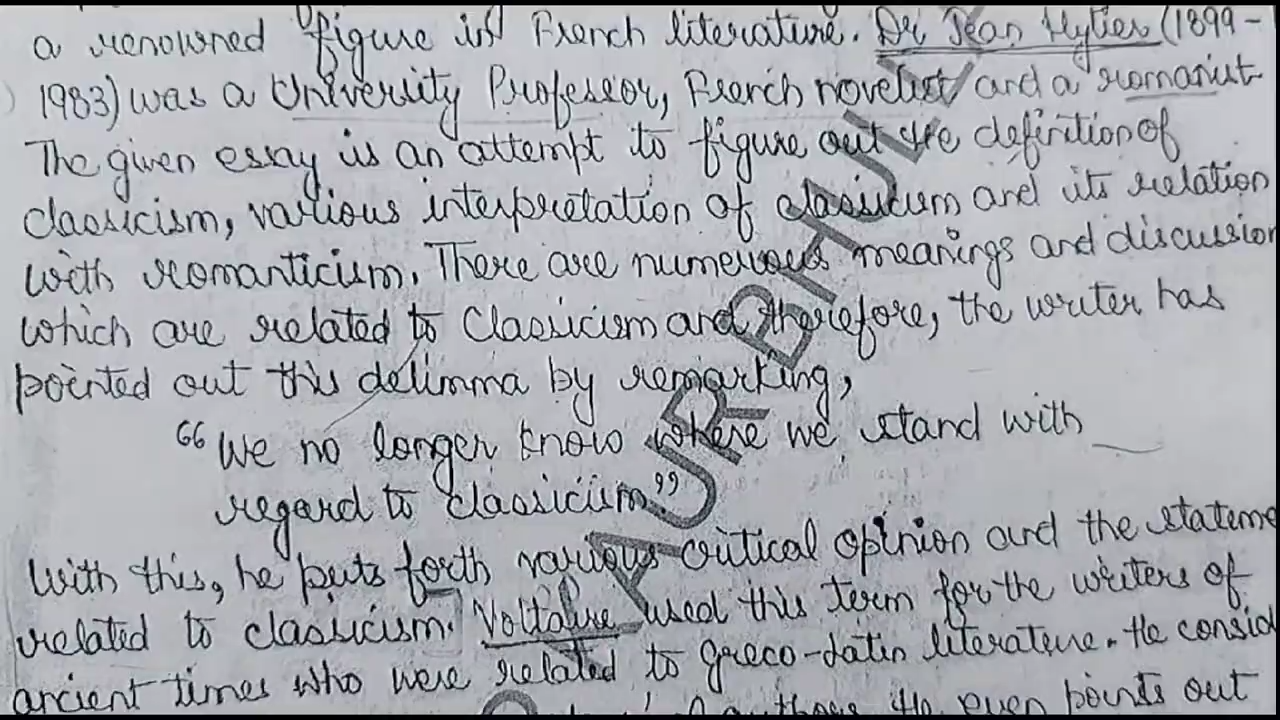 a renowned figure in French literature. Dr Jean Hytier (1899-
1983) was a University Professor, French novelist and a romanist
The given essay is an attempt to figure out the definition of
classicism, various interpretation of classicism and its relation
with romanticism. There are numerous meanings and discussion
which are related to Classicism and therefore, the writer has
pointed out this delimma by remarking,
"We no longer know where we stand with
regard to classicism."
With this, he puts forth various critical opinion and the stateme
related to classicism. Voltaire used this term for the writers of
ancient times who were related to Greco-Latin literature. He consid
He even points out